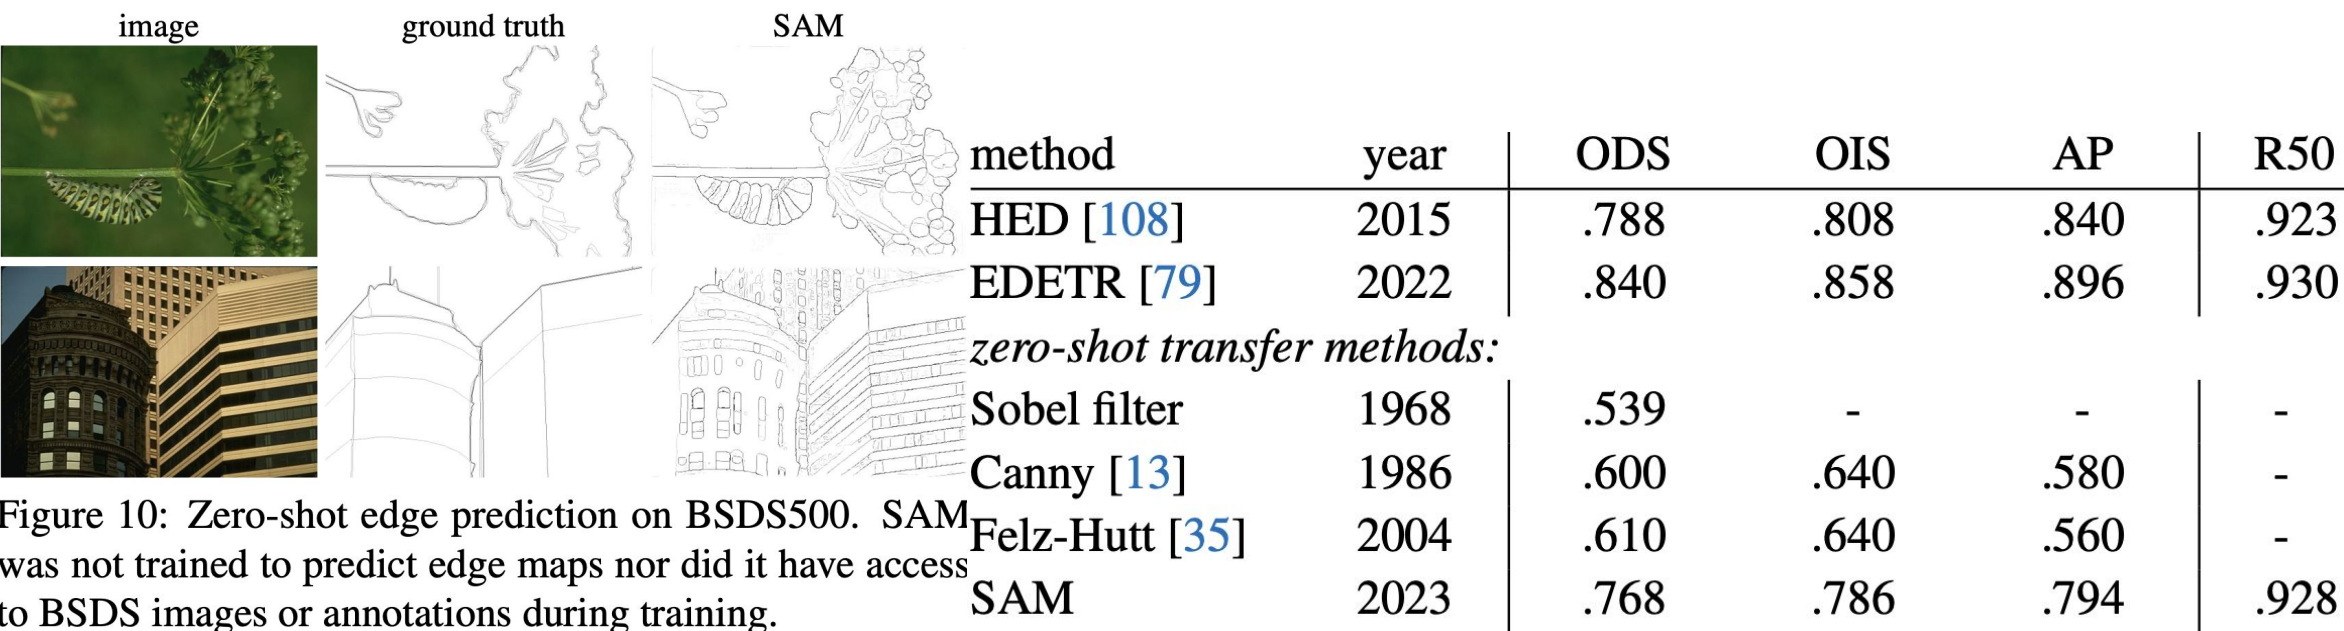 image ground truth SAM
Figure 10: Zero-shot edge prediction on BSDS500. SAM
was not trained to predict edge maps nor did it have access
to BSDS images or annotations during training.
method year ODS OIS AP R50
HED [108] 2015 .788 .808 .840 .923
EDETR [79] 2022 .840 .858 .896 .930
zero-shot transfer methods:
Sobel filter 1968 .539 - - -
Canny [13] 1986 .600 .640 .580 -
Felz-Hutt [35] 2004 .610 .640 .560 -
SAM 2023 .768 .786 .794 .928